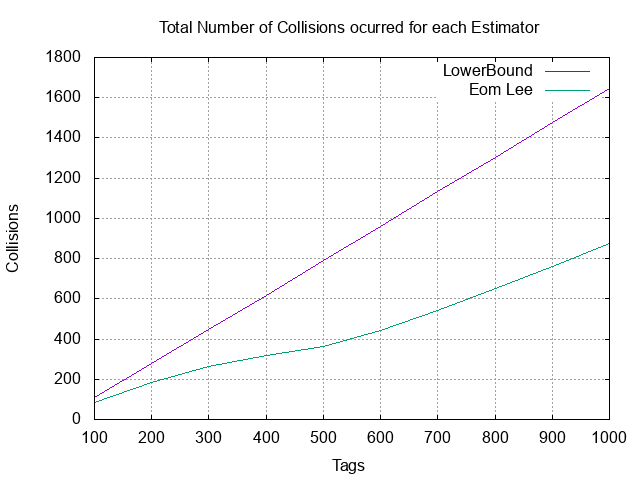 Total Number of Collisions ocurred for each Estimator
LowerBound
Eom Lee
1800
1600
1400
1200
1000
800
600
400
200
0
Collisions
100 200 300 400 500 600 700 800 900 1000
Tags